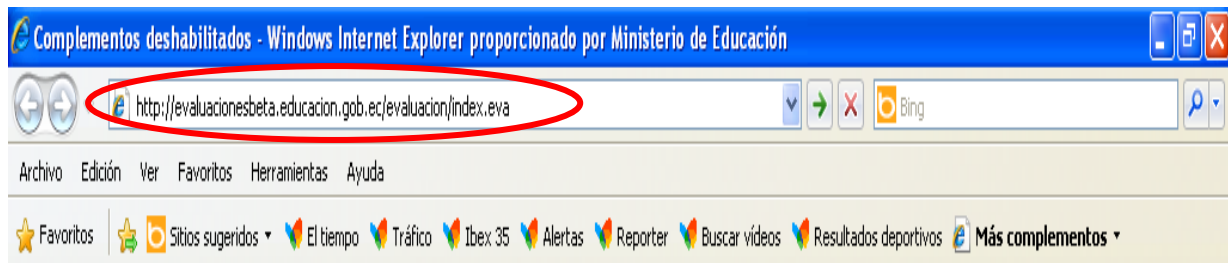 Complementos deshabilitados - Windows Internet Explorer proporcionado por Ministerio de Educación
http://evaluacionesbeta.educacion.gob.ec/evaluacion/index.eva Bing
Archivo Edición Ver Favoritos Herramientas Ayuda
Favoritos Sitios sugeridos El tiempo Tráfico Ibex 35 Alertas Reporter Buscar vídeos Resultados deportivos Más complementos